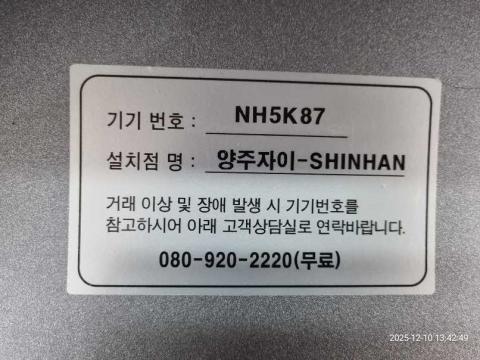 기기 번호 : NH5K87
설치점 명 : 양주자이-SHINHAN
거래 이상 및 장애 발생 시 기기번호를
참고하시어 아래 고객상담실로 연락바랍니다.
080-920-2220(무료)
2025-12-10 13:42:49